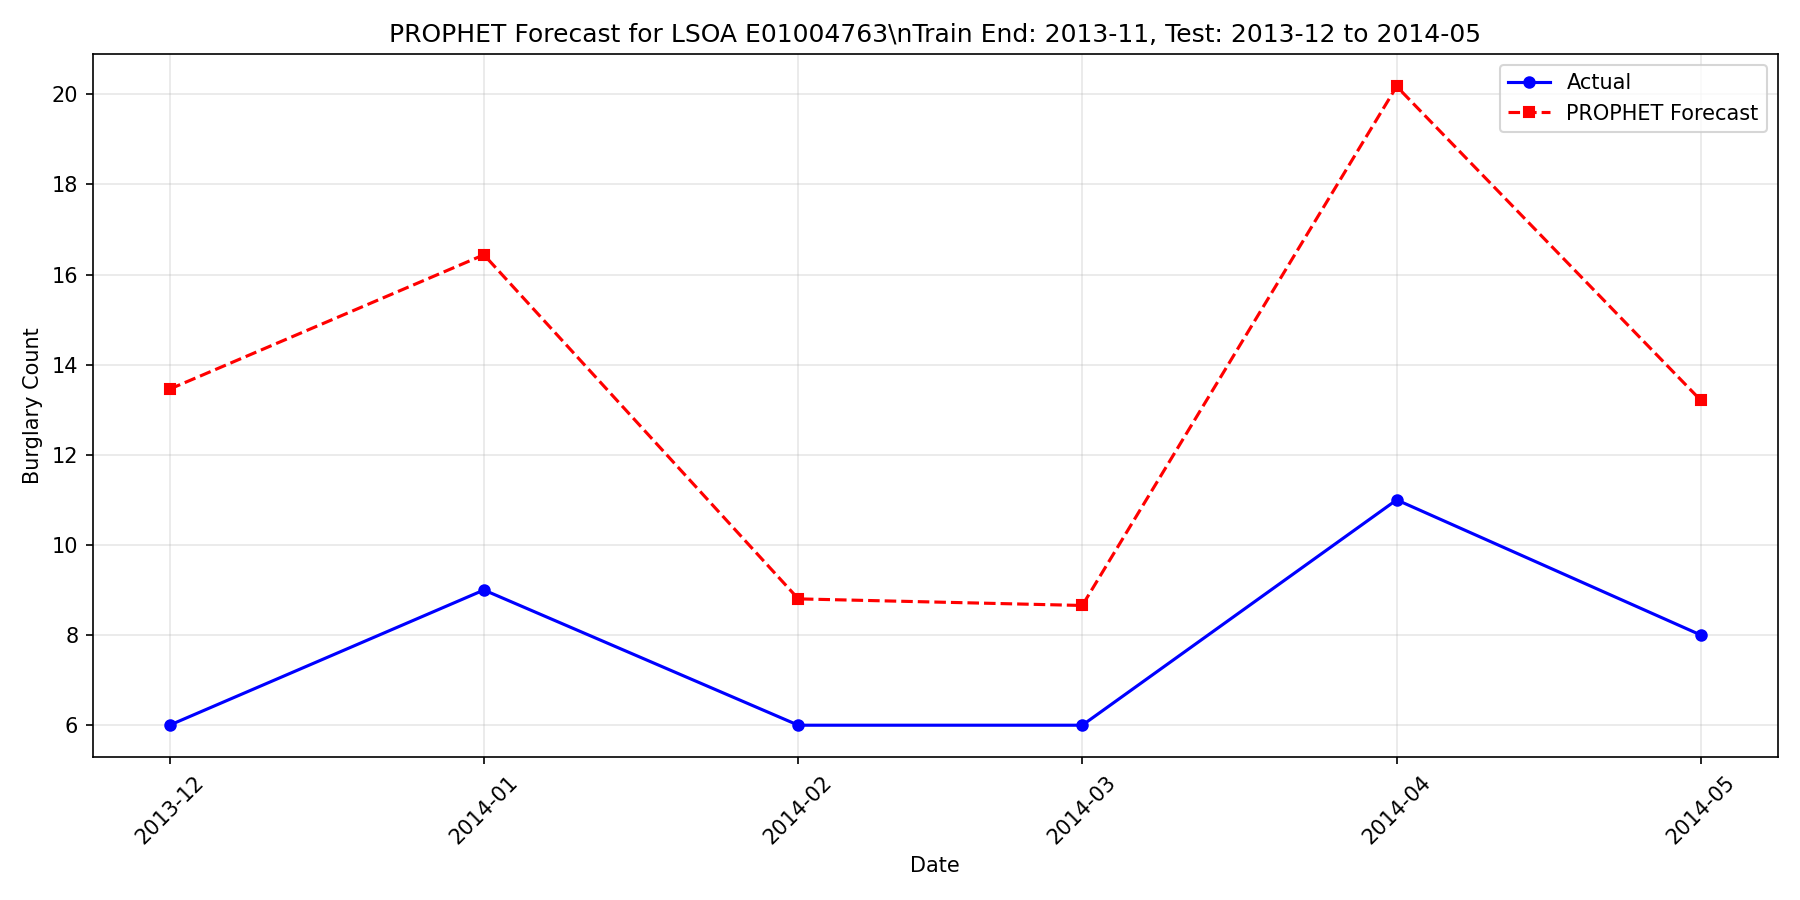 PROPHET Forecast for LSOA E01004763\nTrain End: 2013-11, Test: 2013-12 to 2014-05
Actual
PROPHET Forecast
Burglary Count
20
18
16
14
12
10
8
6
2013-12
2014-01
2014-02
2014-03
2014-04
2014-05
Date